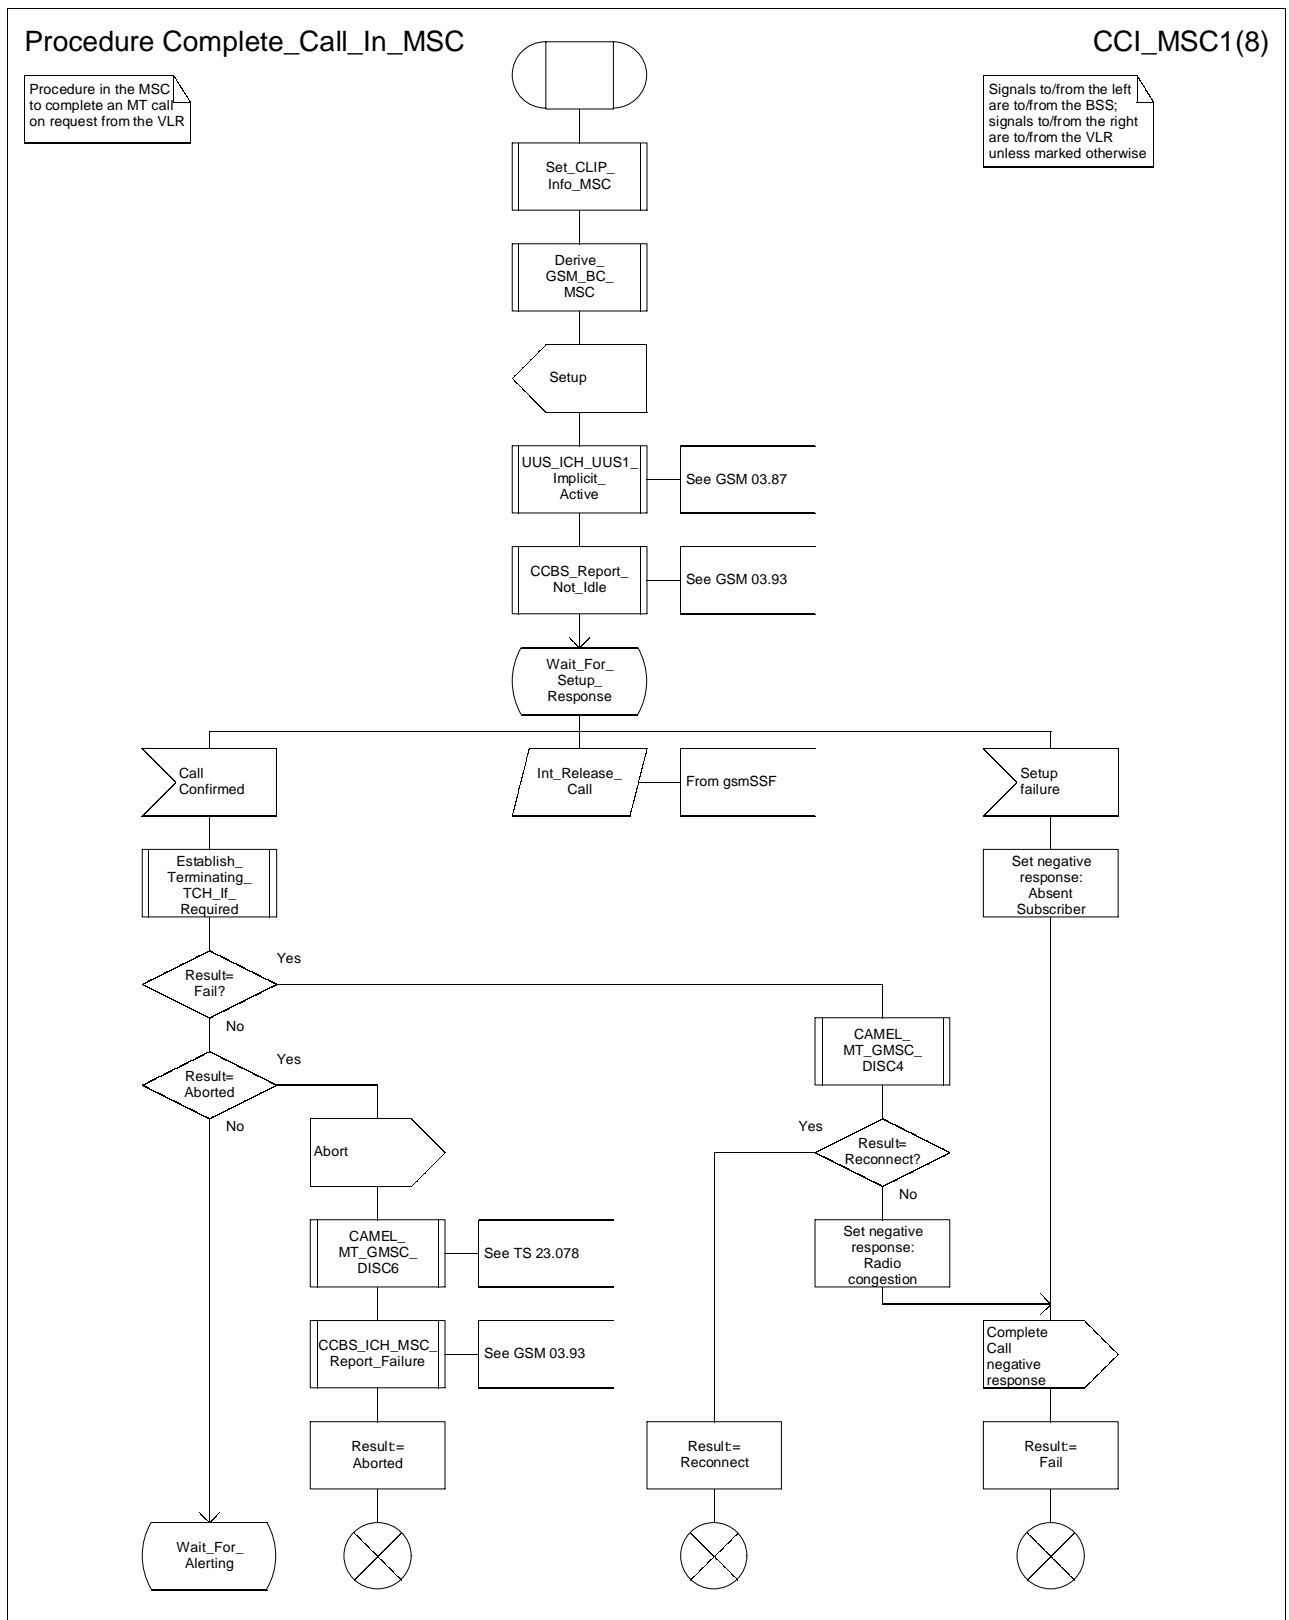 Procedure Complete_Call_In_MSC
CCI_MSC1(8)
Procedure in the MSC
to complete an MT call
on request from the VLR
Signals to/from the left
are to/from the BSS;
signals to/from the right
are to/from the VLR
unless marked otherwise
Set_CLIP_
Info_MSC
Derive_
GSM_BC_
MSC
Setup
UUS_ICH_UUS1_
Implicit_
Active
See GSM 03.87
CCBS_Report_
Not_Idle
See GSM 03.93
Wait_For_
Setup_
Response
Call
Confirmed
Int_Release_
Call
From gsmSSF
Setup
failure
Establish_
Terminating_
TCH_If_
Required
Set negative
response:
Absent
Subscriber
Result=
Fail?
Yes
No
CAMEL_
MT_GMSC_
DISC4
Result=
Aborted
Yes
No
Abort
Result=
Reconnect?
Yes
No
CAMEL_
MT_GMSC_
DISC6
See TS 23.078
Set negative
response:
Radio
congestion
CCBS_ICH_MSC_
Report_Failure
See GSM 03.93
Complete
Call
negative
response
Result:=
Aborted
Result:=
Reconnect
Result:=
Fail
Wait_For_
Alerting